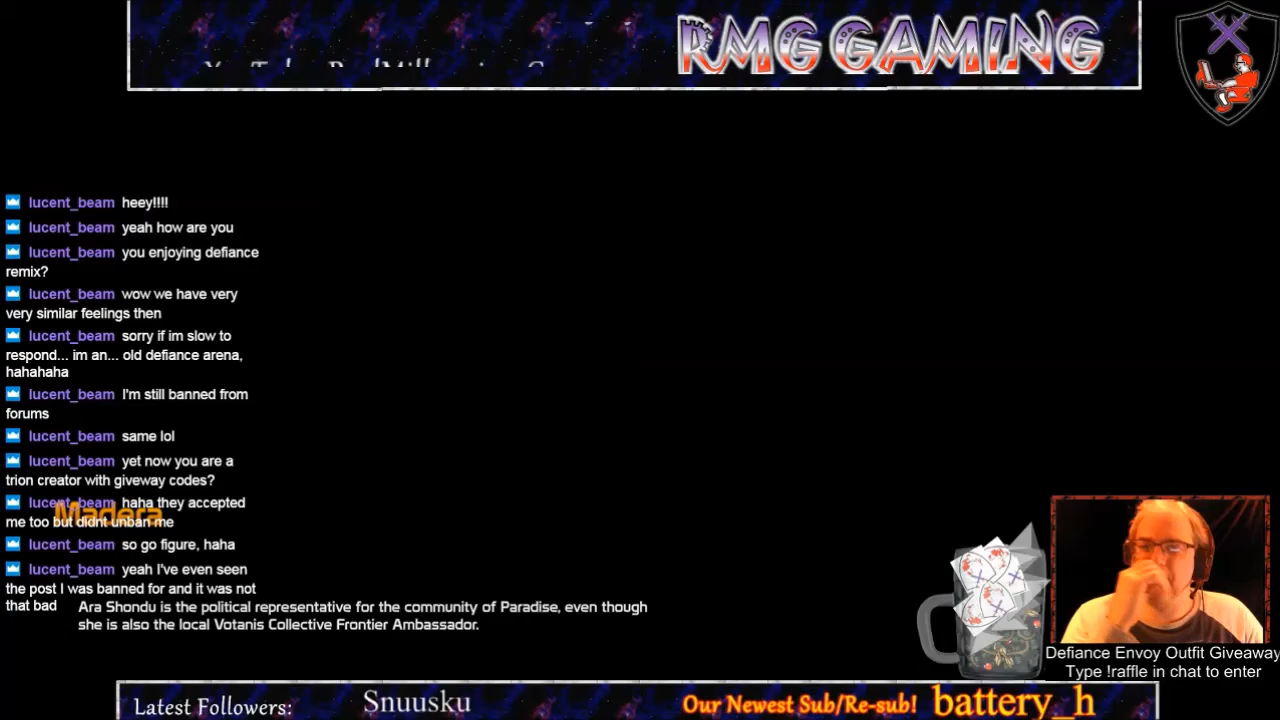 RMG GAMING
lucent_beam heey!!!!
lucent_beam yeah how are you
lucent_beam you enjoying defiance
remix?
lucent_beam wow we have very
very similar feelings then
lucent_beam sorry if im slow to
respond... im an... old defiance arena,
hahahaha
lucent_beam I'm still banned from
forums
lucent_beam same lol
lucent_beam yet now you are a
trion creator with giveway codes?
lucent_beam haha they accepted
me too but didnt unban me
Madera
lucent_beam so go figure, haha
lucent_beam yeah I've even seen
the post I was banned for and it was not
that bad
Ara Shondu is the political representative for the community of Paradise, even though
she is also the local Votanis Collective Frontier Ambassador.
Defiance Envoy Outfit Giveaway
Type !raffle in chat to enter
Latest Followers: Snuusku Our Newest Sub/Re-sub! battery_h